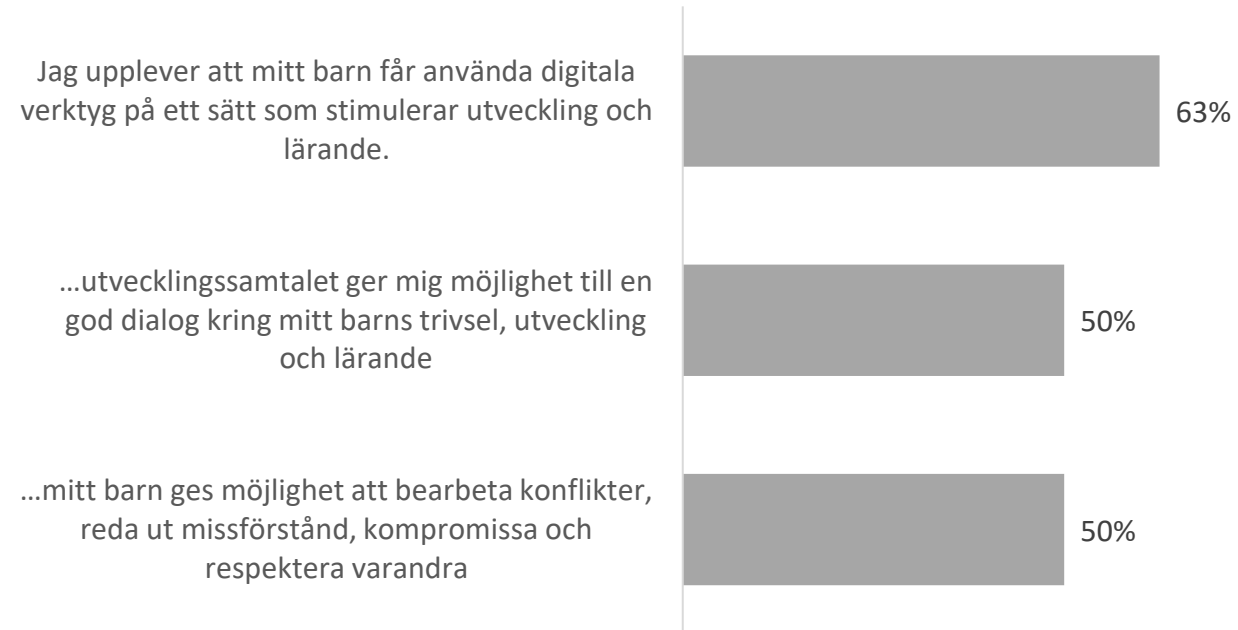 Jag upplever att mitt barn får använda digitala
verktyg på ett sätt som stimulerar utveckling och
lärande.
63%
…utvecklingssamtalet ger mig möjlighet till en
god dialog kring mitt barns trivsel, utveckling
och lärande
50%
…mitt barn ges möjlighet att bearbeta konflikter,
reda ut missförstånd, kompromissa och
respektera varandra
50%